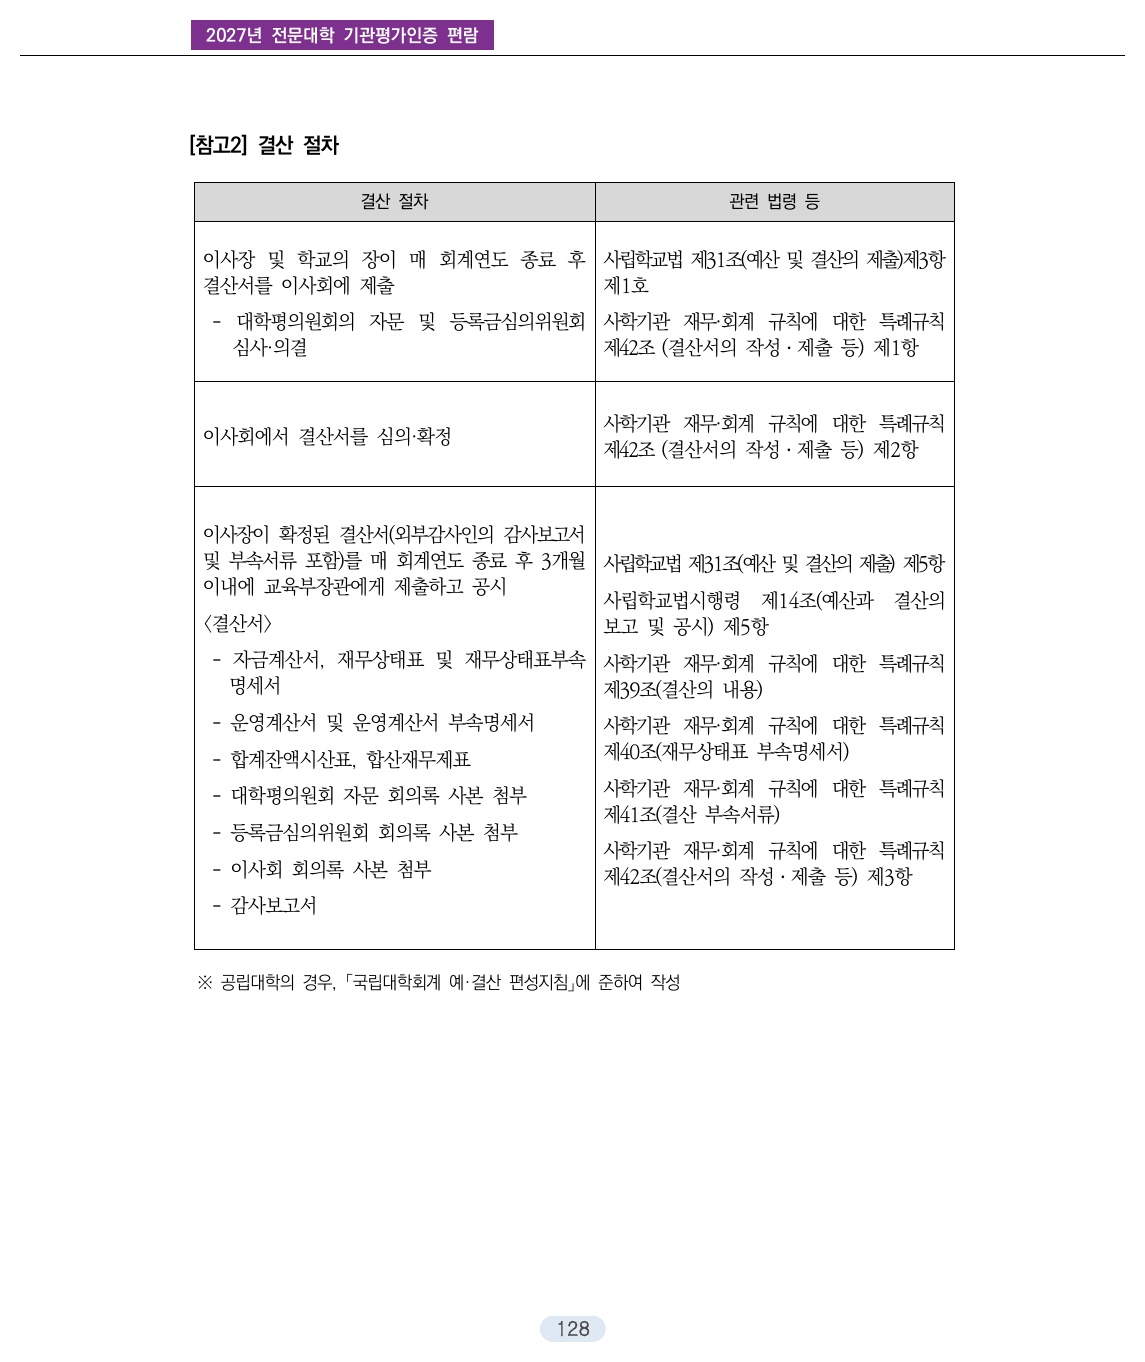 2027년 전문대학 기관평가인증 편람
[참고2] 결산 절차
결산 절차
관련 법령 등
이사장 및 학교의 장이 매 회계연도 종료 후
결산서를 이사회에 제출
- 대학평의원회의 자문 및 등록금심의위원회
심사·의결
사립학교법 제31조(예산 및 결산의 제출)제3항
제1호
사학기관 재무·회계 규칙에 대한 특례규칙
제42조 (결산서의 작성·제출 등) 제1항
이사회에서 결산서를 심의·확정
사학기관 재무·회계 규칙에 대한 특례규칙
제42조 (결산서의 작성·제출 등) 제2항
이사장이 확정된 결산서(외부감사인의 감사보고서
및 부속서류 포함)를 매 회계연도 종료 후 3개월
이내에 교육부장관에게 제출하고 공시
〈결산서〉
- 자금계산서, 재무상태표 및 재무상태표부속
명세서
- 운영계산서 및 운영계산서 부속명세서
- 합계잔액시산표, 합산재무제표
- 대학평의원회 자문 회의록 사본 첨부
- 등록금심의위원회 회의록 사본 첨부
- 이사회 회의록 사본 첨부
- 감사보고서
사립학교법 제31조(예산 및 결산의 제출) 제5항
사립학교법시행령 제14조(예산과 결산의
보고 및 공시) 제5항
사학기관 재무·회계 규칙에 대한 특례규칙
제39조(결산의 내용)
사학기관 재무·회계 규칙에 대한 특례규칙
제40조(재무상태표 부속명세서)
사학기관 재무·회계 규칙에 대한 특례규칙
제41조(결산 부속서류)
사학기관 재무·회계 규칙에 대한 특례규칙
제42조(결산서의 작성·제출 등) 제3항
※ 공립대학의 경우, 「국립대학회계 예·결산 편성지침」에 준하여 작성
128